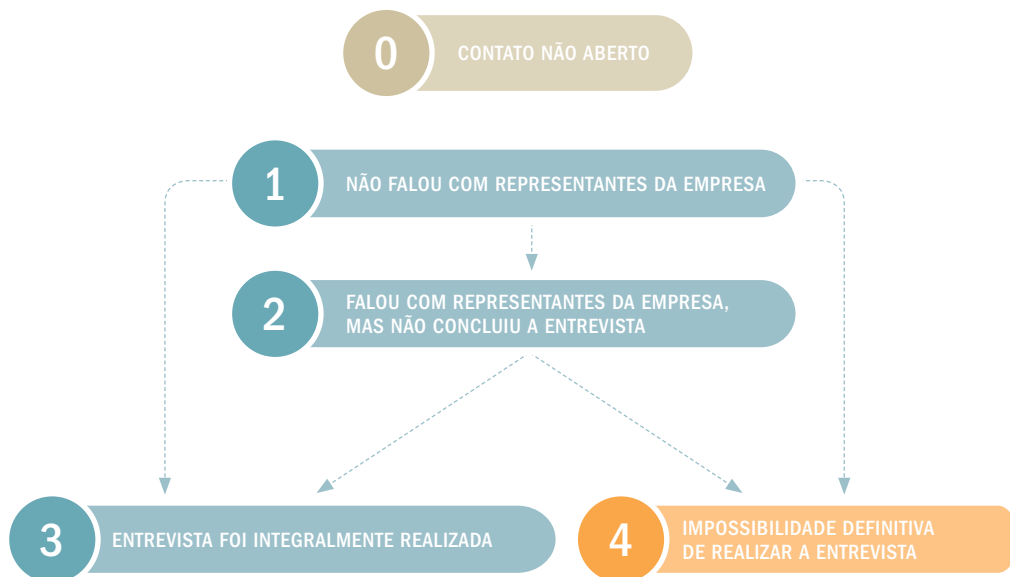 0
CONTATO NÃO ABERTO
1
NÃO FALOU COM REPRESENTANTES DA EMPRESA
2
FALOU COM REPRESENTANTES DA EMPRESA,
MAS NÃO CONCLUIU A ENTREVISTA
3
ENTREVISTA FOI INTEGRALMENTE REALIZADA
4
IMPOSSIBILIDADE DEFINITIVA
DE REALIZAR A ENTREVISTA